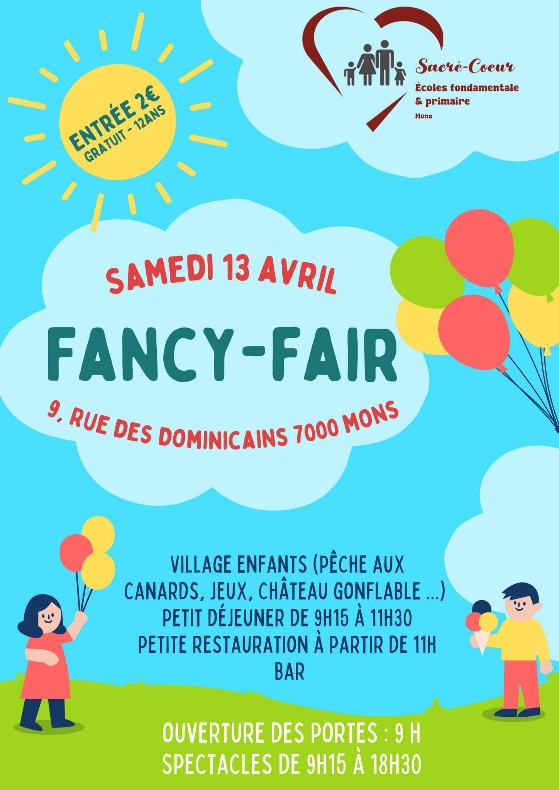 Sacré-Coeur
Écoles fondamentale
& primaire
Mons
ENTRÉE 2€
GRATUIT - 12ANS
SAMEDI 13 AVRIL
FANCY-FAIR
9, RUE DES DOMINICAINS 7000 MONS
VILLAGE ENFANTS (PÊCHE AUX
CANARDS, JEUX, CHÂTEAU GONFLABLE ...)
PETIT DÉJEUNER DE 9H15 À 11H30
PETITE RESTAURATION À PARTIR DE 11H
BAR
OUVERTURE DES PORTES : 9 H
SPECTACLES DE 9H15 À 18H30